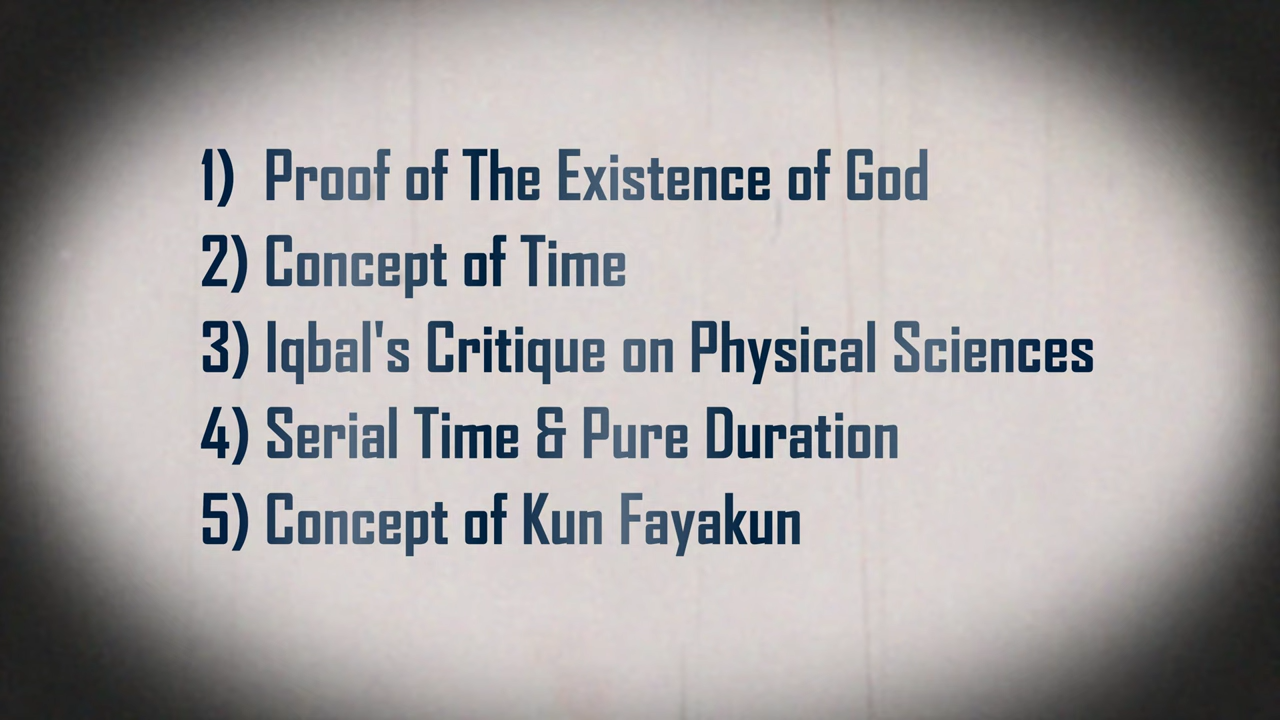 1) Proof of The Existence of God
2) Concept of Time
3) Iqbal's Critique on Physical Sciences
4) Serial Time & Pure Duration
5) Concept of Kun Fayakun